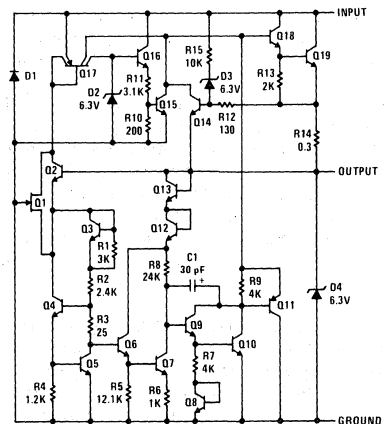 INPUT
Q16
Q18
Q19
R15
10K
D1
Q17
R11
3.1K
D3
6.3V
R13
2K
D2
6.3V
Q15
R10
200
Q14
R12
130
R14
0.3
Q2
OUTPUT
Q1
Q13
Q3
Q12
R1
3K
C1
30 pF
R8
24K
R9
4K
Q11
D4
6.3V
R2
2.4K
Q4
R3
25
Q6
Q9
Q10
Q5
Q7
R7
4K
R4
1.2K
R5
12.1K
R6
1K
Q8
GROUND